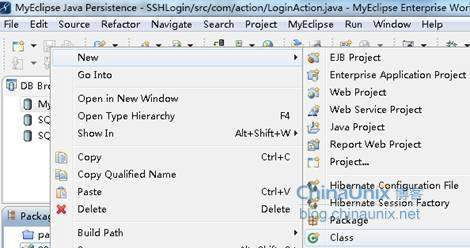 MyEclipse Java Persistence - SSHLogin/src/com/action/LoginAction.java - MyEclipse Enterprise Wor
File Edit Source Refactor Navigate Search Project MyEclipse Run Window Help
DB Bro
My
SQ
SQ
New
Go Into
Open in New Window
Open Type Hierarchy F4
Show In Alt+Shift+W
Copy Ctrl+C
Copy Qualified Name
Paste Ctrl+V
Delete Delete
Build Path
EJB Project
Enterprise Application Project
Web Project
Web Service Project
Java Project
Report Web Project
Project...
Hibernate Configuration File
Hibernate Session Factory
Package
Class
Packag
pa
ChinaUnix 博客
blog.chinaunix.net